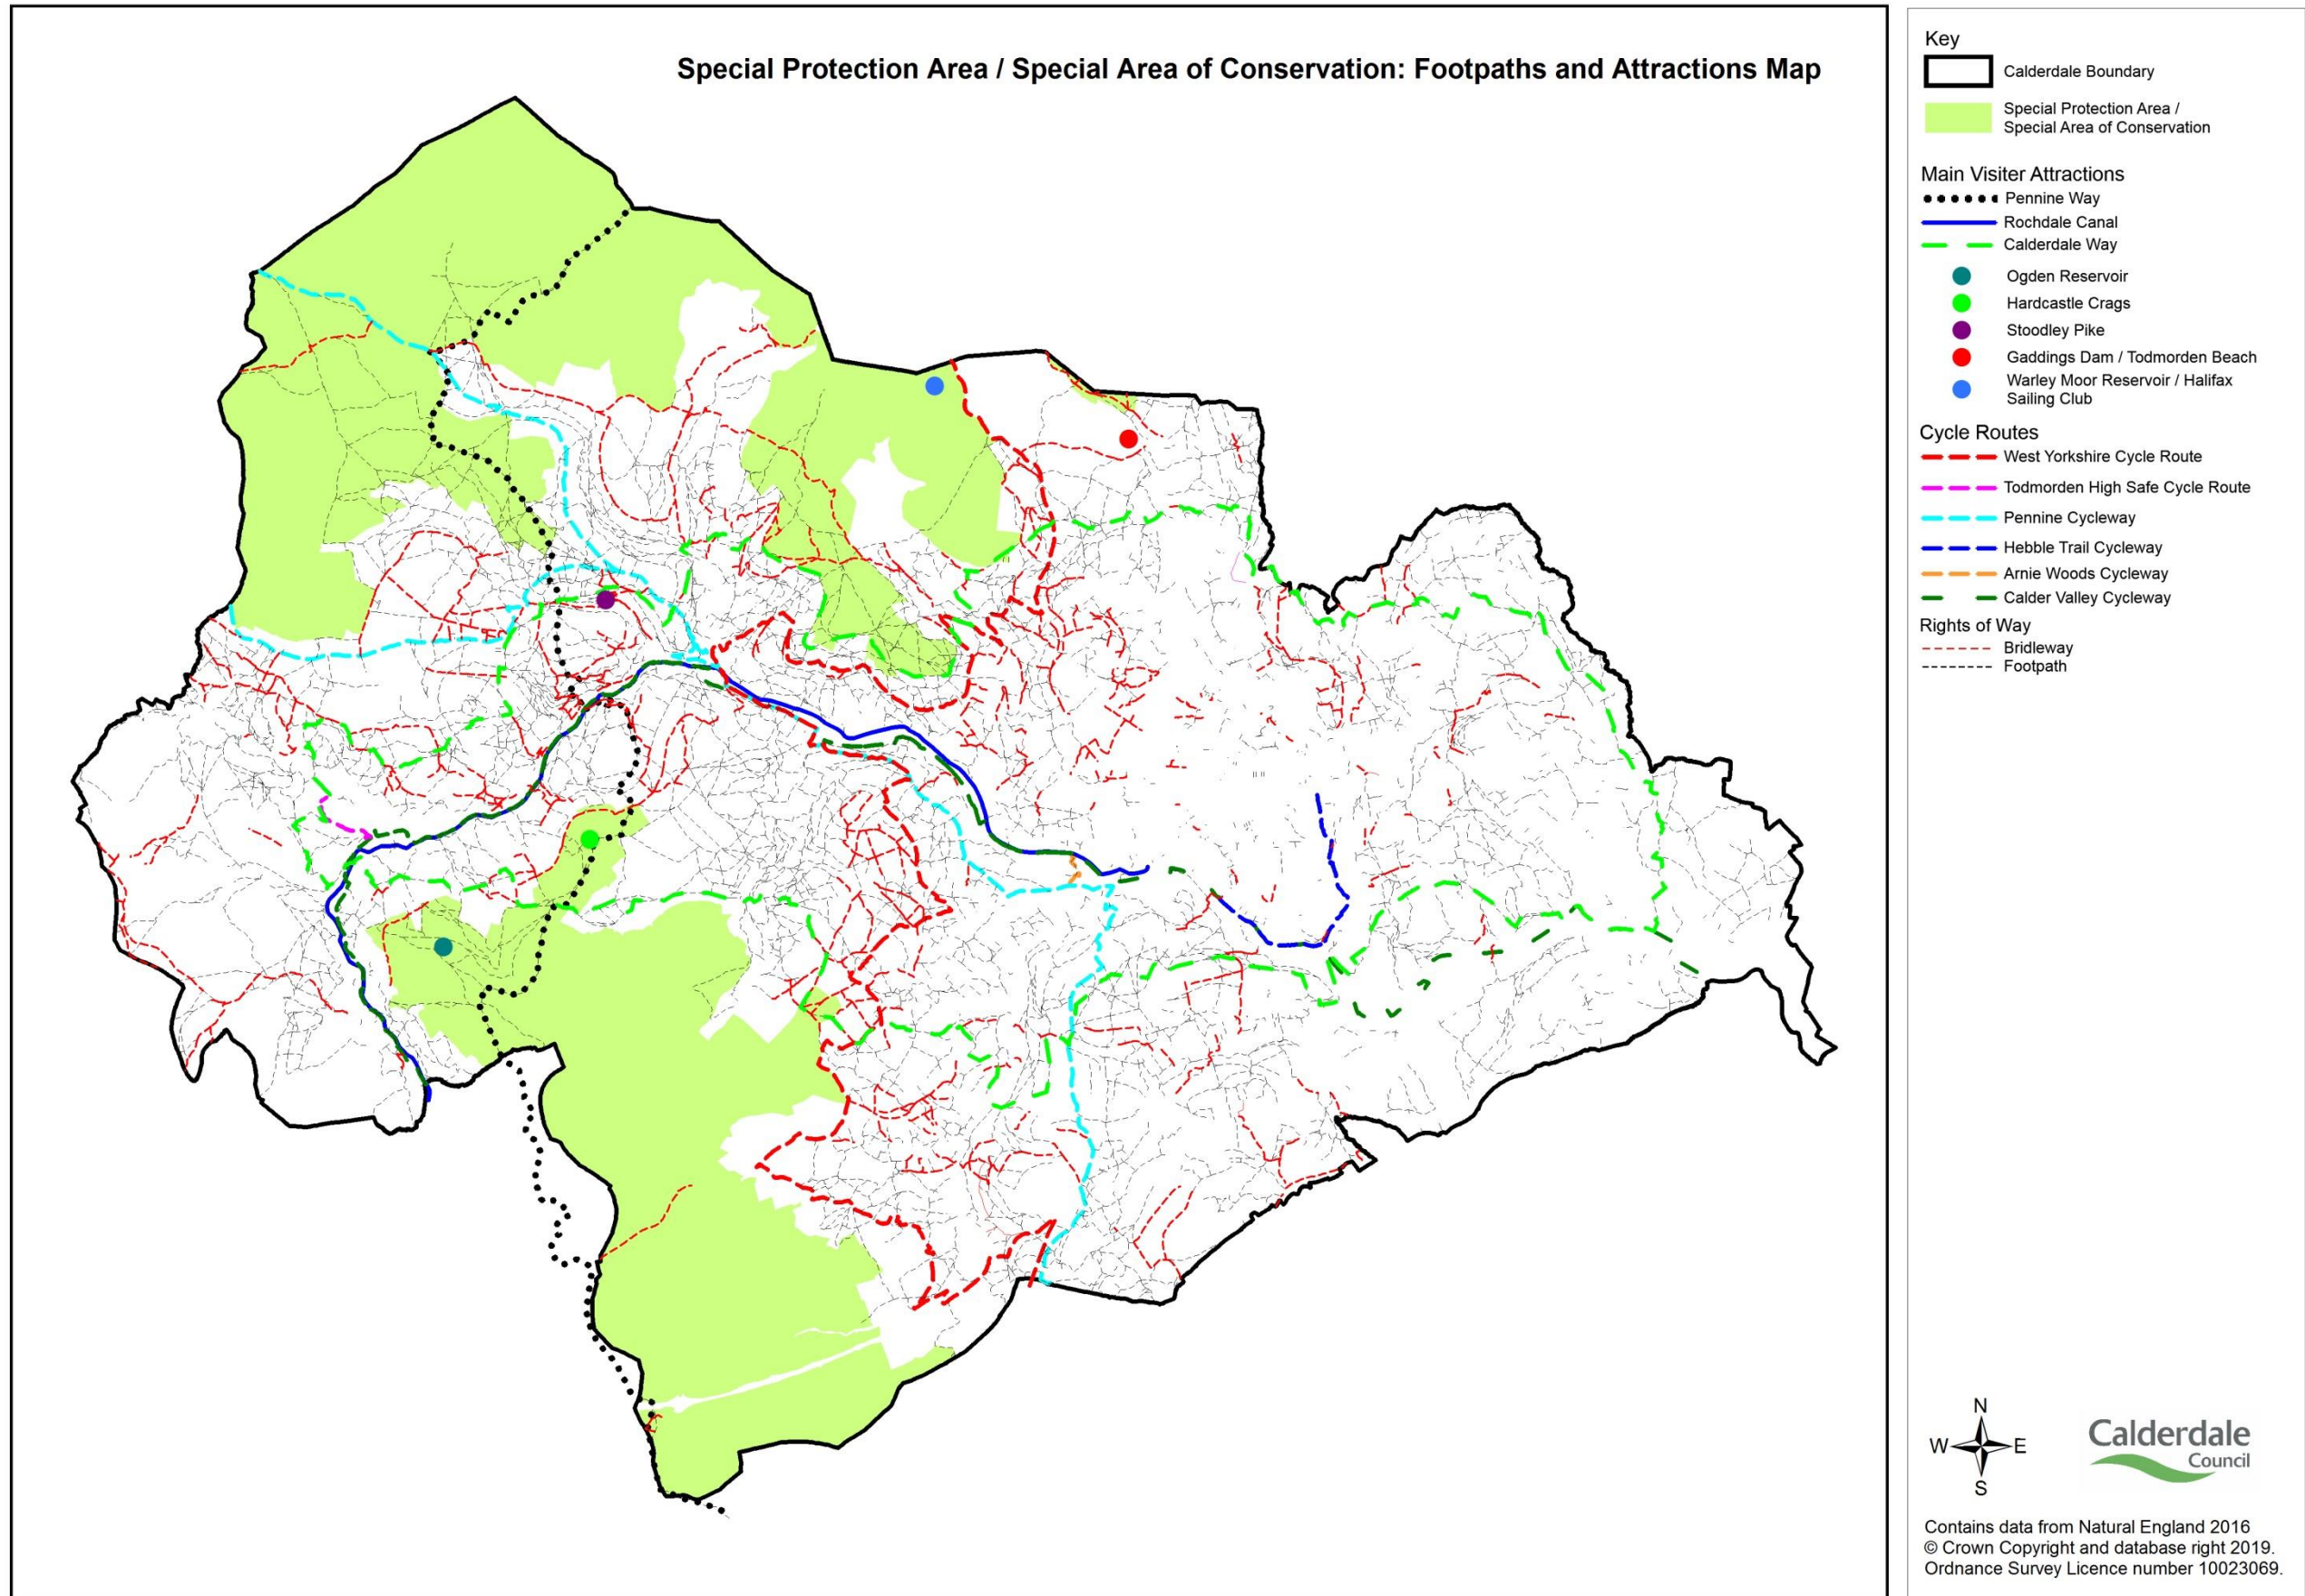 Special Protection Area / Special Area of Conservation: Footpaths and Attractions Map
Key
Calderdale Boundary
Special Protection Area /
Special Area of Conservation
Main Visiter Attractions
Pennine Way
Rochdale Canal
Calderdale Way
Ogden Reservoir
Hardcastle Crags
Stoodley Pike
Gaddings Dam / Todmorden Beach
Warley Moor Reservoir / Halifax
Sailing Club
Cycle Routes
West Yorkshire Cycle Route
Todmorden High Safe Cycle Route
Pennine Cycleway
Hebble Trail Cycleway
Arnie Woods Cycleway
Calder Valley Cycleway
Rights of Way
Bridleway
Footpath
N
W E
S
Calderdale
Council
Contains data from Natural England 2016
© Crown Copyright and database right 2019.
Ordnance Survey Licence number 10023069.